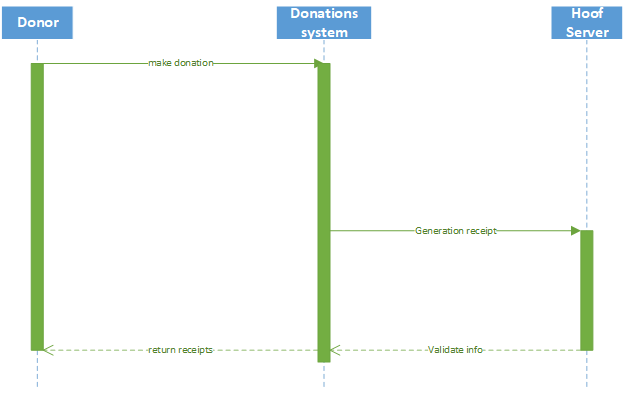 Donor
Donations
system
Hoof
Server
make donation
Generation receipt
return receipts
Validate info